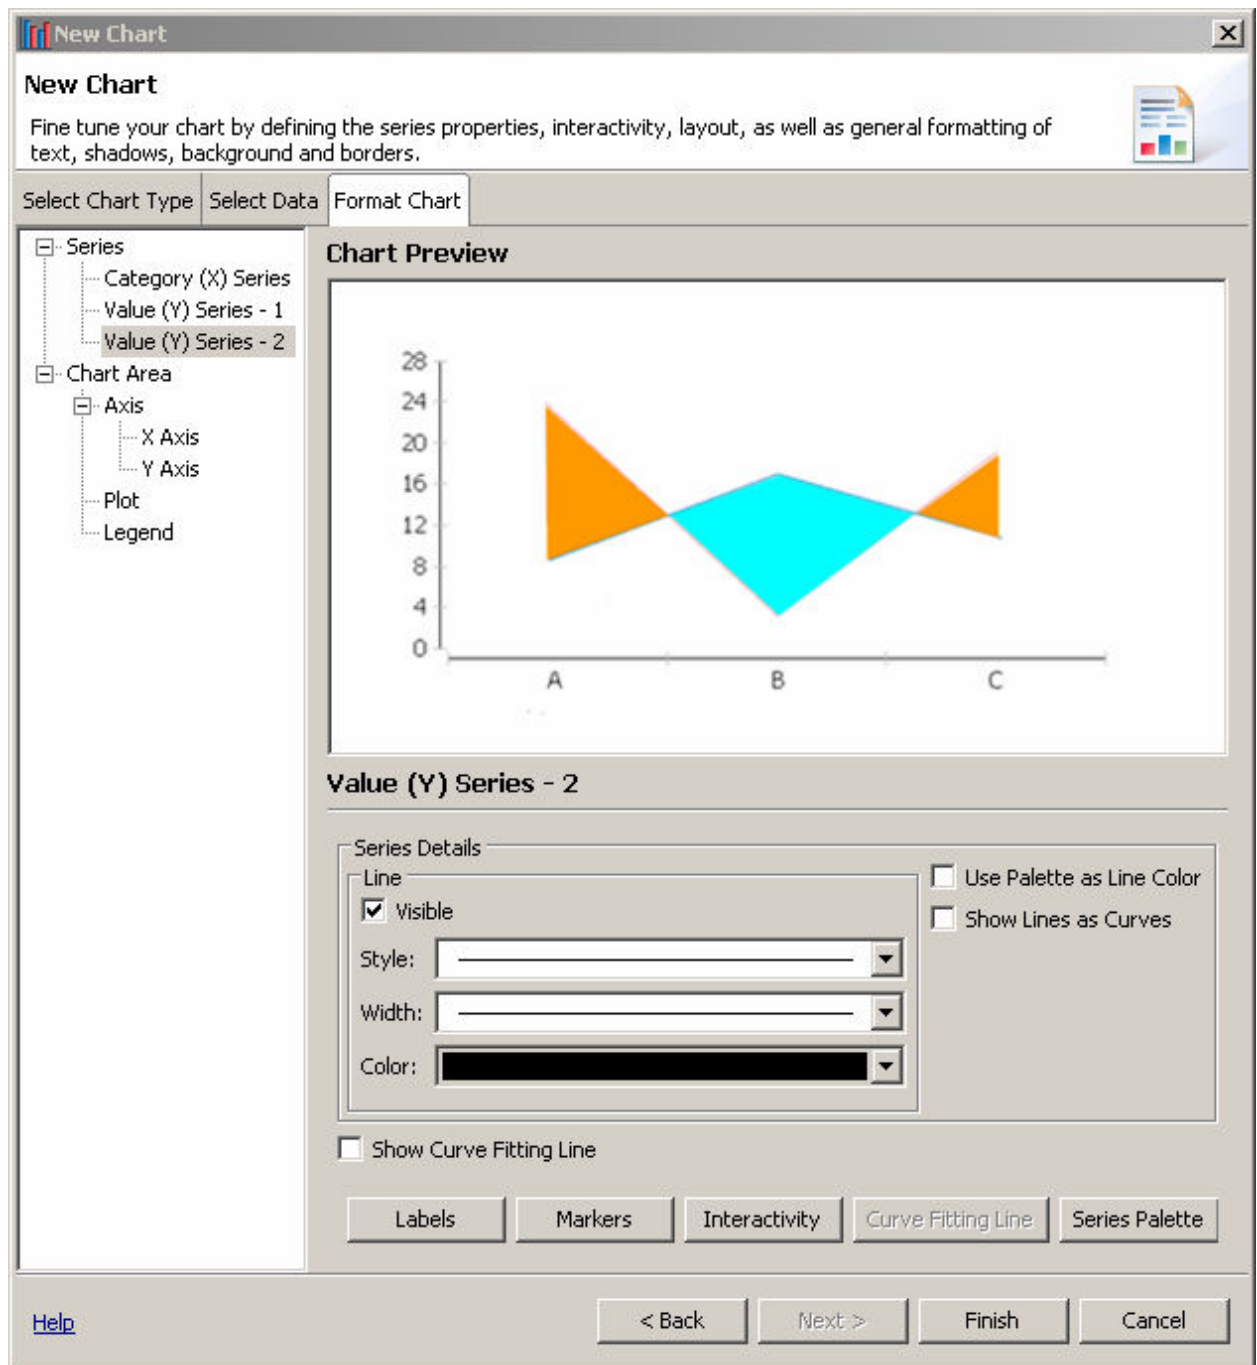 New Chart
New Chart
Fine tune your chart by defining the series properties, interactivity, layout, as well as general formatting of
text, shadows, background and borders.
Select Chart Type Select Data Format Chart
Series
Category (X) Series
Value (Y) Series - 1
Value (Y) Series - 2
Chart Area
Axis
X Axis
Y Axis
Plot
Legend
Chart Preview
28
24
20
16
12
8
4
0
A B C
Value (Y) Series - 2
Series Details
Line
Visible
Style:
Width:
Color:
Use Palette as Line Color
Show Lines as Curves
Show Curve Fitting Line
Labels Markers Interactivity Curve Fitting Line Series Palette
Help < Back Next > Finish Cancel